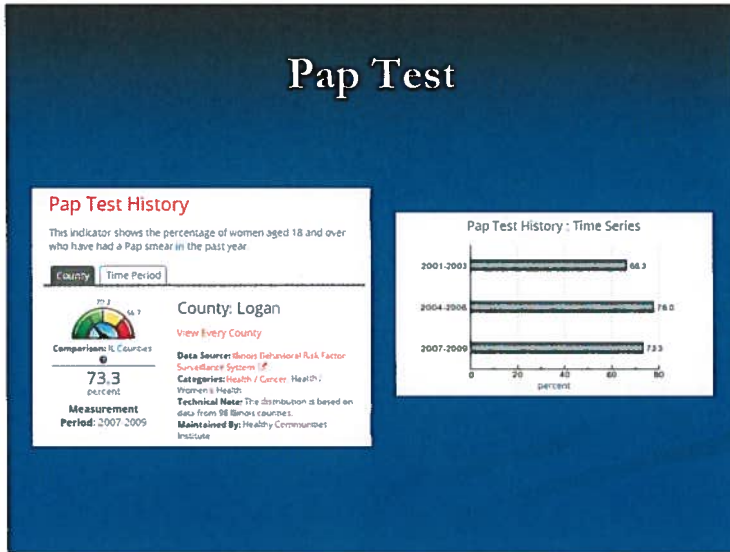 Pap Test
Pap Test History
This indicator shows the percentage of women aged 18 and over
who have had a Pap smear in the past year.
County Time Period
County: Logan
View Every County
Comparison: IL Counties
73.3
percent
Measurement
Period: 2007-2009
Data Source: Illinois Behavioral Risk Factor
Surveillance System
Categories: Health / Cancer, Health /
Women's Health
Technical Note: The distribution is based on
data from 98 Illinois counties.
Maintained By: Healthy Communities
Institute
Pap Test History : Time Series
2001-2003
2004-2006
78.0
2007-2009
73.3
0 20 40 60 80
percent